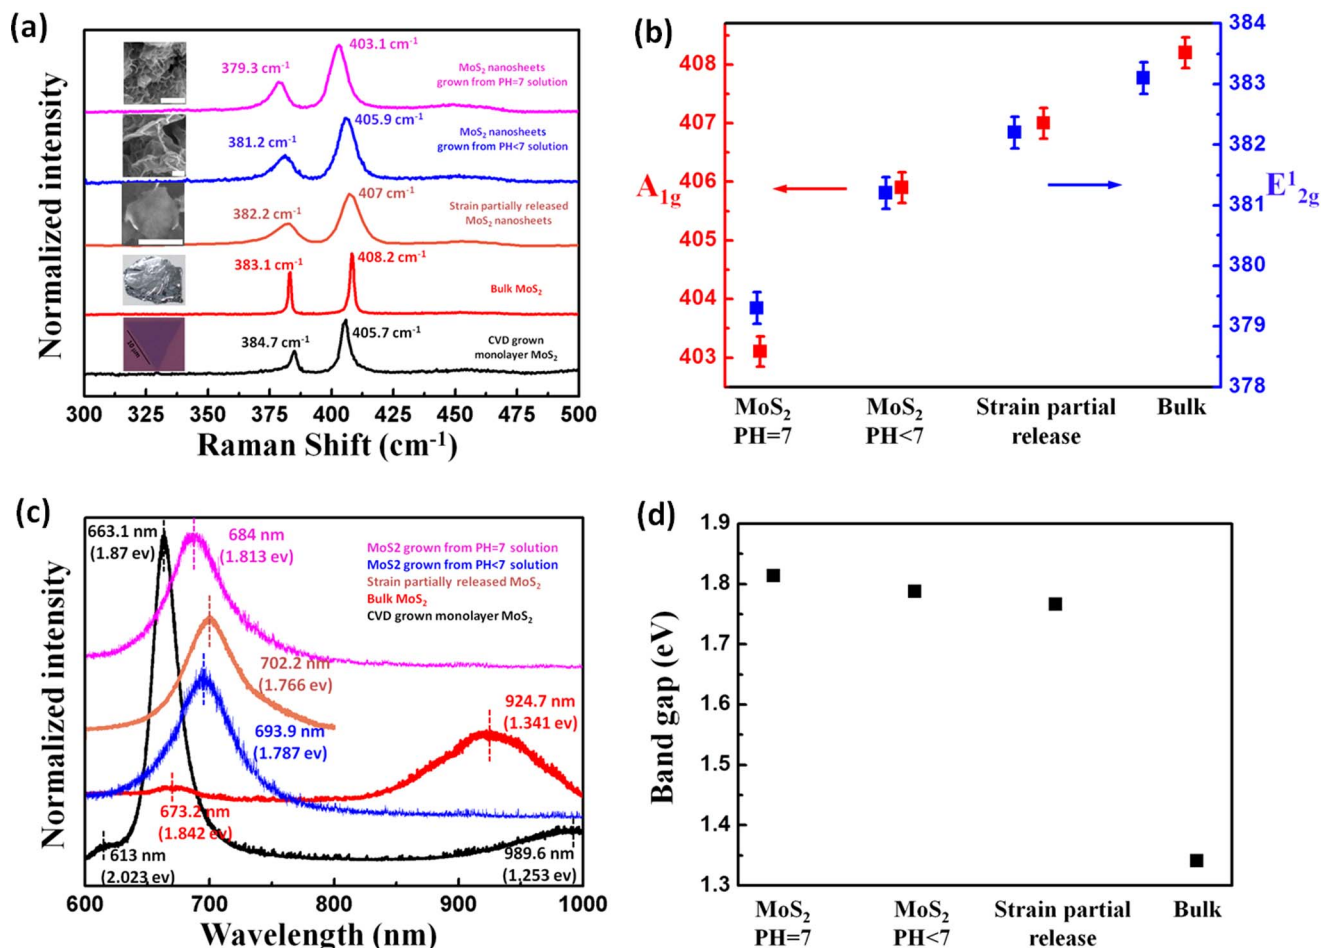 (a)
Normalized intensity
379.3 cm⁻¹
403.1 cm⁻¹
MoS₂ nanosheets
grown from PH=7 solution
381.2 cm⁻¹
405.9 cm⁻¹
MoS₂ nanosheets
grown from PH<7 solution
382.2 cm⁻¹
407 cm⁻¹
Strain partially released
MoS₂ nanosheets
383.1 cm⁻¹
408.2 cm⁻¹
Bulk MoS₂
10 μm
384.7 cm⁻¹
405.7 cm⁻¹
CVD grown
monolayer MoS₂
300 325 350 375 400 425 450 475 500
Raman Shift (cm⁻¹)
(b)
A₁g
408
407
406
405
404
403
384
383
382
381
380
379
378
E¹₂g
MoS₂
PH=7
MoS₂
PH<7
Strain partial
release
Bulk
(c)
Normalized intensity
663.1 nm
(1.87 ev)
684 nm
(1.813 ev)
MoS2 grown from PH=7 solution
MoS2 grown from PH<7 solution
Strain partially released MoS₂
Bulk MoS₂
CVD grown monolayer MoS₂
702.2 nm
(1.766 ev)
693.9 nm
(1.787 ev)
924.7 nm
(1.341 ev)
673.2 nm
(1.842 ev)
613 nm
(2.023 ev)
989.6 nm
(1.253 ev)
600 700 800 900 1000
Wavelength (nm)
(d)
Band gap (eV)
1.9
1.8
1.7
1.6
1.5
1.4
1.3
MoS₂
PH=7
MoS₂
PH<7
Strain partial
release
Bulk